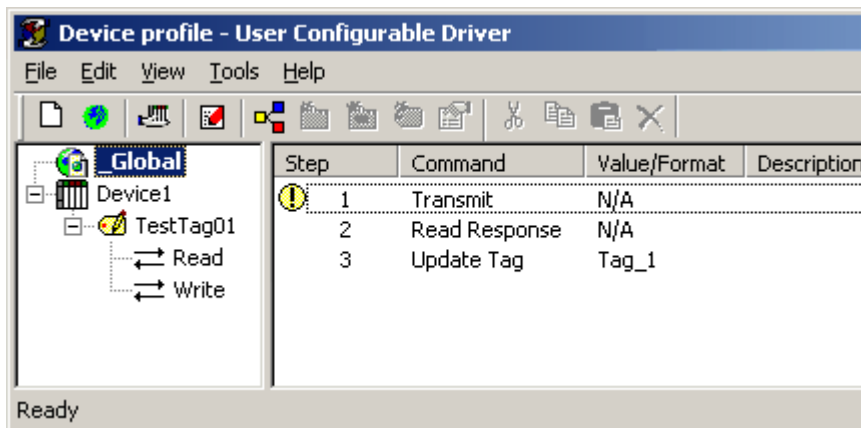 Device profile - User Configurable Driver
File Edit View Tools Help
_Global
Device1
TestTag01
Read
Write
Step Command Value/Format Description
1 Transmit N/A
2 Read Response N/A
3 Update Tag Tag_1
Ready